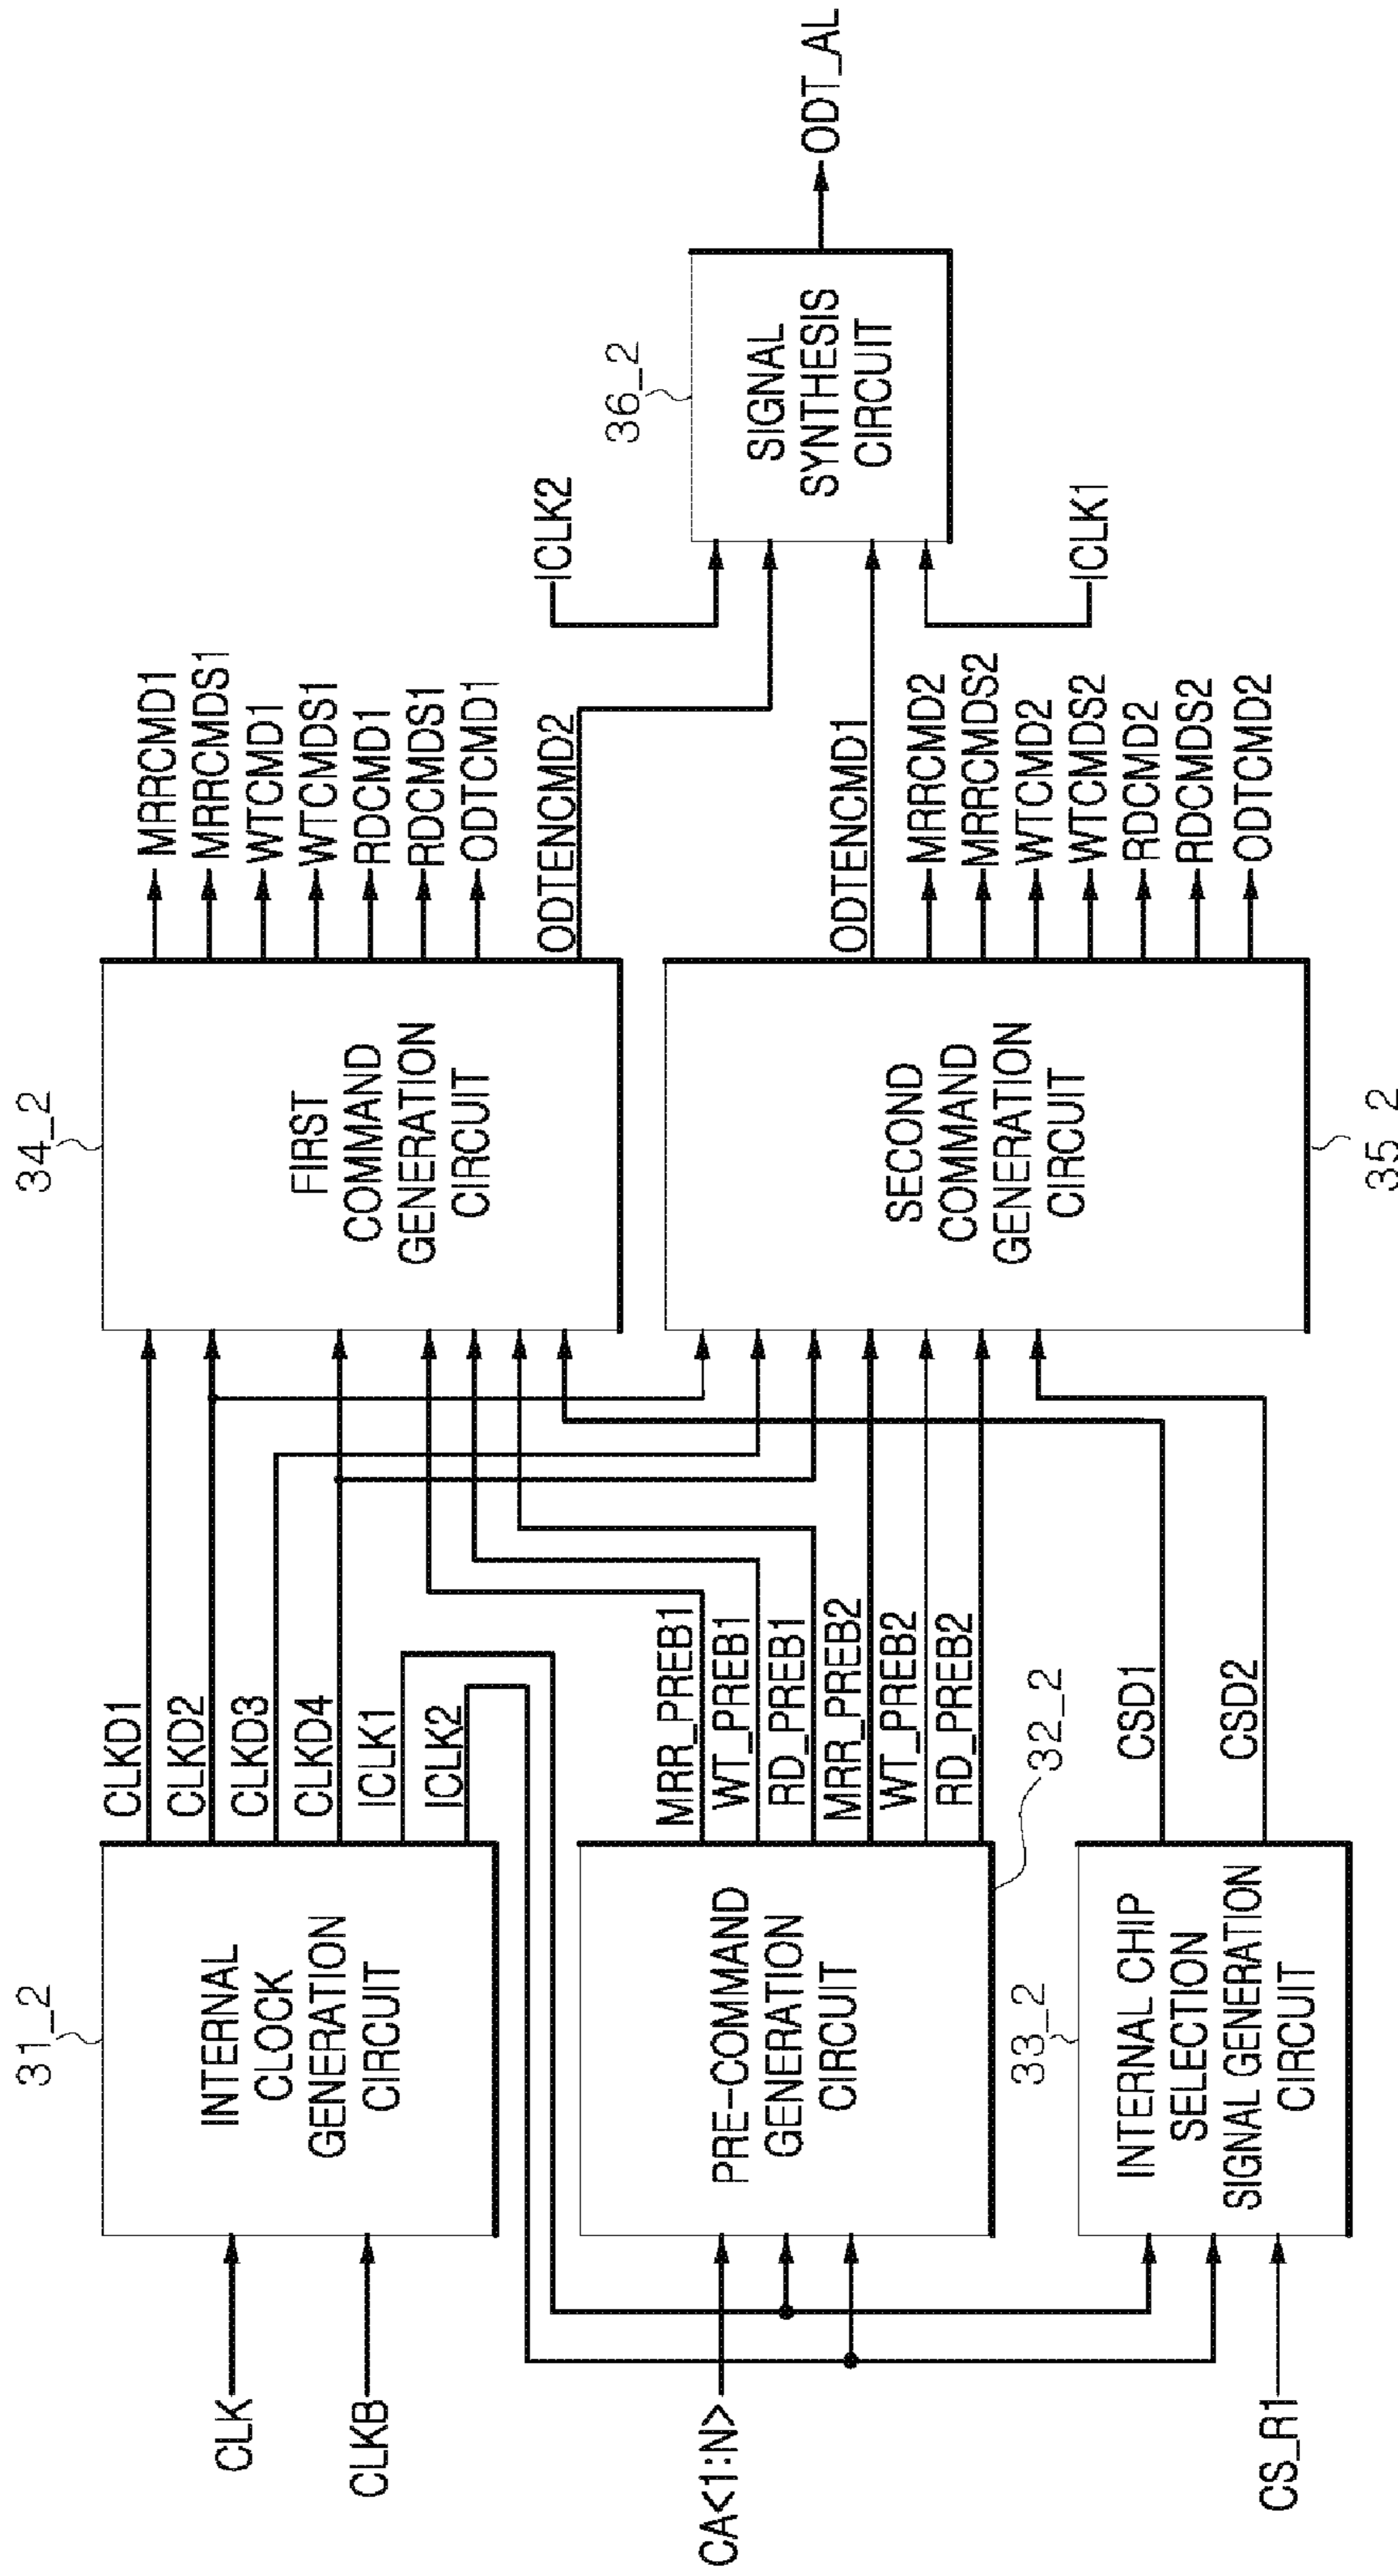 CLK
CLKB
31_2
INTERNAL
CLOCK
GENERATION
CIRCUIT
CLKD1
CLKD2
CLKD3
CLKD4
ICLK1
ICLK2
CA<1:N>
PRE-COMMAND
GENERATION
CIRCUIT
32_2
MRR_PREB1
WT_PREB1
RD_PREB1
MRR_PREB2
WT_PREB2
RD_PREB2
CS_R1
33_2
INTERNAL CHIP
SELECTION
SIGNAL GENERATION
CIRCUIT
CSD1
CSD2
34_2
FIRST
COMMAND
GENERATION
CIRCUIT
MRRCMD1
MRRCMDS1
WTCMD1
WTCMDS1
RDCMD1
RDCMDS1
ODTCMD1
ODTENCMD2
35_2
SECOND
COMMAND
GENERATION
CIRCUIT
ODTENCMD1
MRRCMD2
MRRCMDS2
WTCMD2
WTCMDS2
RDCMD2
RDCMDS2
ODTCMD2
ICLK2
36_2
SIGNAL
SYNTHESIS
CIRCUIT
ICLK1
ODT_AL